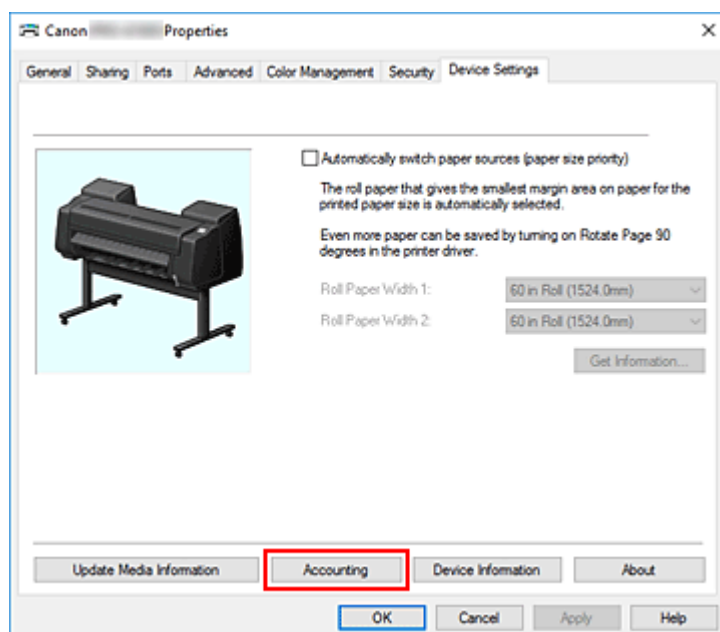 Canon Properties
General Sharing Ports Advanced Color Management Security Device Settings
Automatically switch paper sources (paper size priority)
The roll paper that gives the smallest margin area on paper for the
printed paper size is automatically selected.
Even more paper can be saved by turning on Rotate Page 90
degrees in the printer driver.
Roll Paper Width 1: 60 in Roll (1524.0mm)
Roll Paper Width 2: 60 in Roll (1524.0mm)
Get Information...
Update Media Information Accounting Device Information About
OK Cancel Apply Help